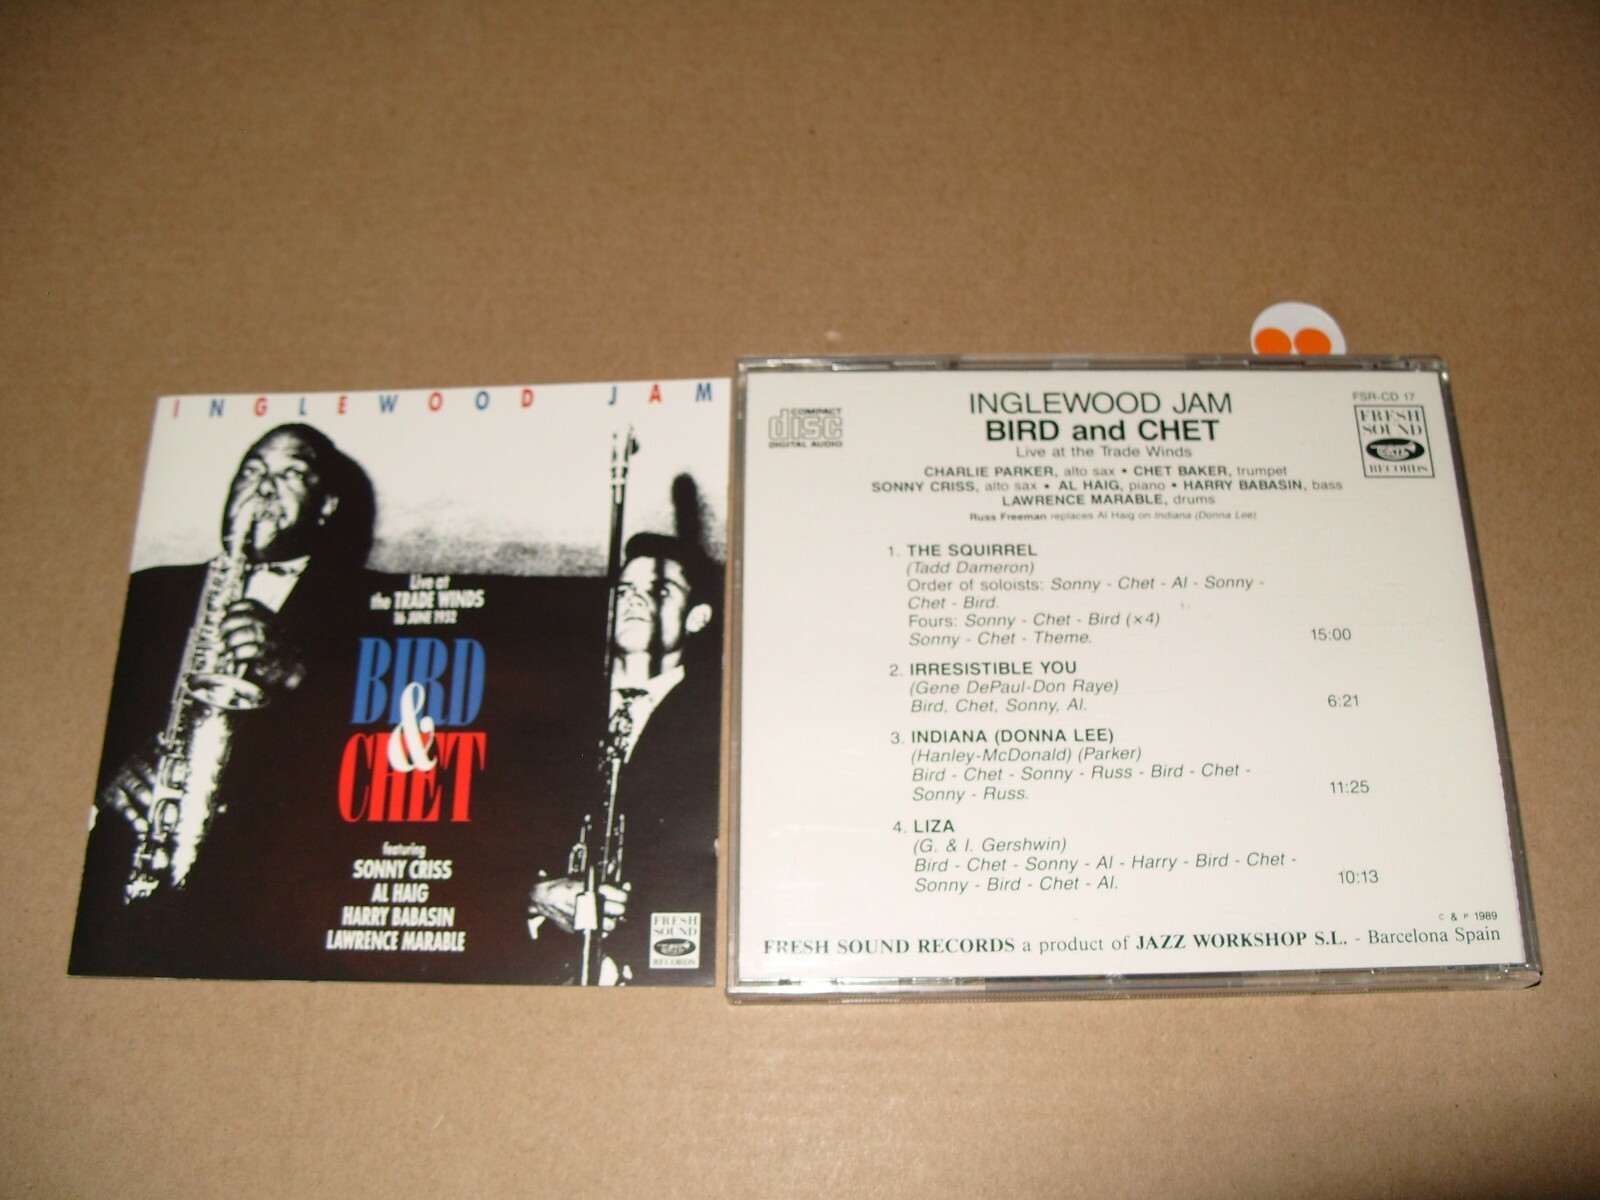 INGLEWOOD JAM
Live at
the TRADE WINDS
16 JUNE 1952
BIRD
&
CHET
featuring
SONNY CRISS
AL HAIG
HARRY BABASIN
LAWRENCE MARABLE
FRESH
SOUND
RECORDS
COMPACT
disc
DIGITAL AUDIO
INGLEWOOD JAM
BIRD and CHET
Live at the Trade Winds
CHARLIE PARKER, alto sax • CHET BAKER, trumpet
SONNY CRISS, alto sax • AL HAIG, piano • HARRY BABASIN, bass
LAWRENCE MARABLE, drums
Russ Freeman replaces Al Haig on Indiana (Donna Lee)
FSR-CD 17
FRESH
SOUND
RECORDS
1. THE SQUIRREL
(Tadd Dameron)
Order of soloists: Sonny - Chet - Al - Sonny -
Chet - Bird.
Fours: Sonny - Chet - Bird (×4)
Sonny - Chet - Theme. 15:00
2. IRRESISTIBLE YOU
(Gene DePaul-Don Raye)
Bird, Chet, Sonny, Al. 6:21
3. INDIANA (DONNA LEE)
(Hanley-McDonald) (Parker)
Bird - Chet - Sonny - Russ - Bird - Chet -
Sonny - Russ. 11:25
4. LIZA
(G. & I. Gershwin)
Bird - Chet - Sonny - Al - Harry - Bird - Chet -
Sonny - Bird - Chet - Al. 10:13
C & P 1989
FRESH SOUND RECORDS a product of JAZZ WORKSHOP S.L. - Barcelona Spain